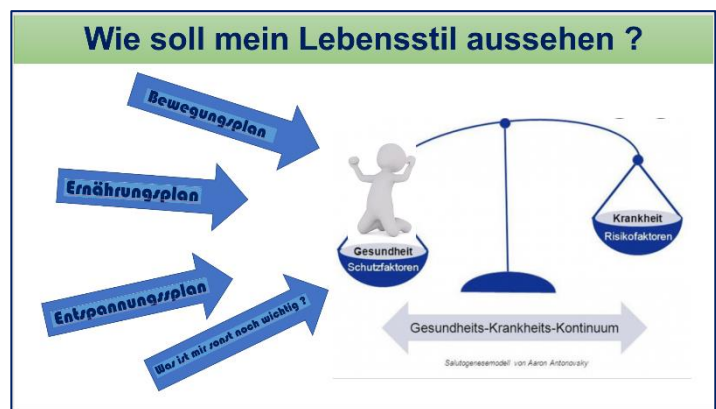 Wie soll mein Lebensstil aussehen ?
Bewegungsplan
Ernährungsplan
Entspannungssplan
Was ist mir sonst noch wichtig ?
Gesundheit
Schutzfaktoren
Krankheit
Risikofaktoren
Gesundheits-Krankheits-Kontinuum
Salutogenesemodell von Aaron Antonovsky